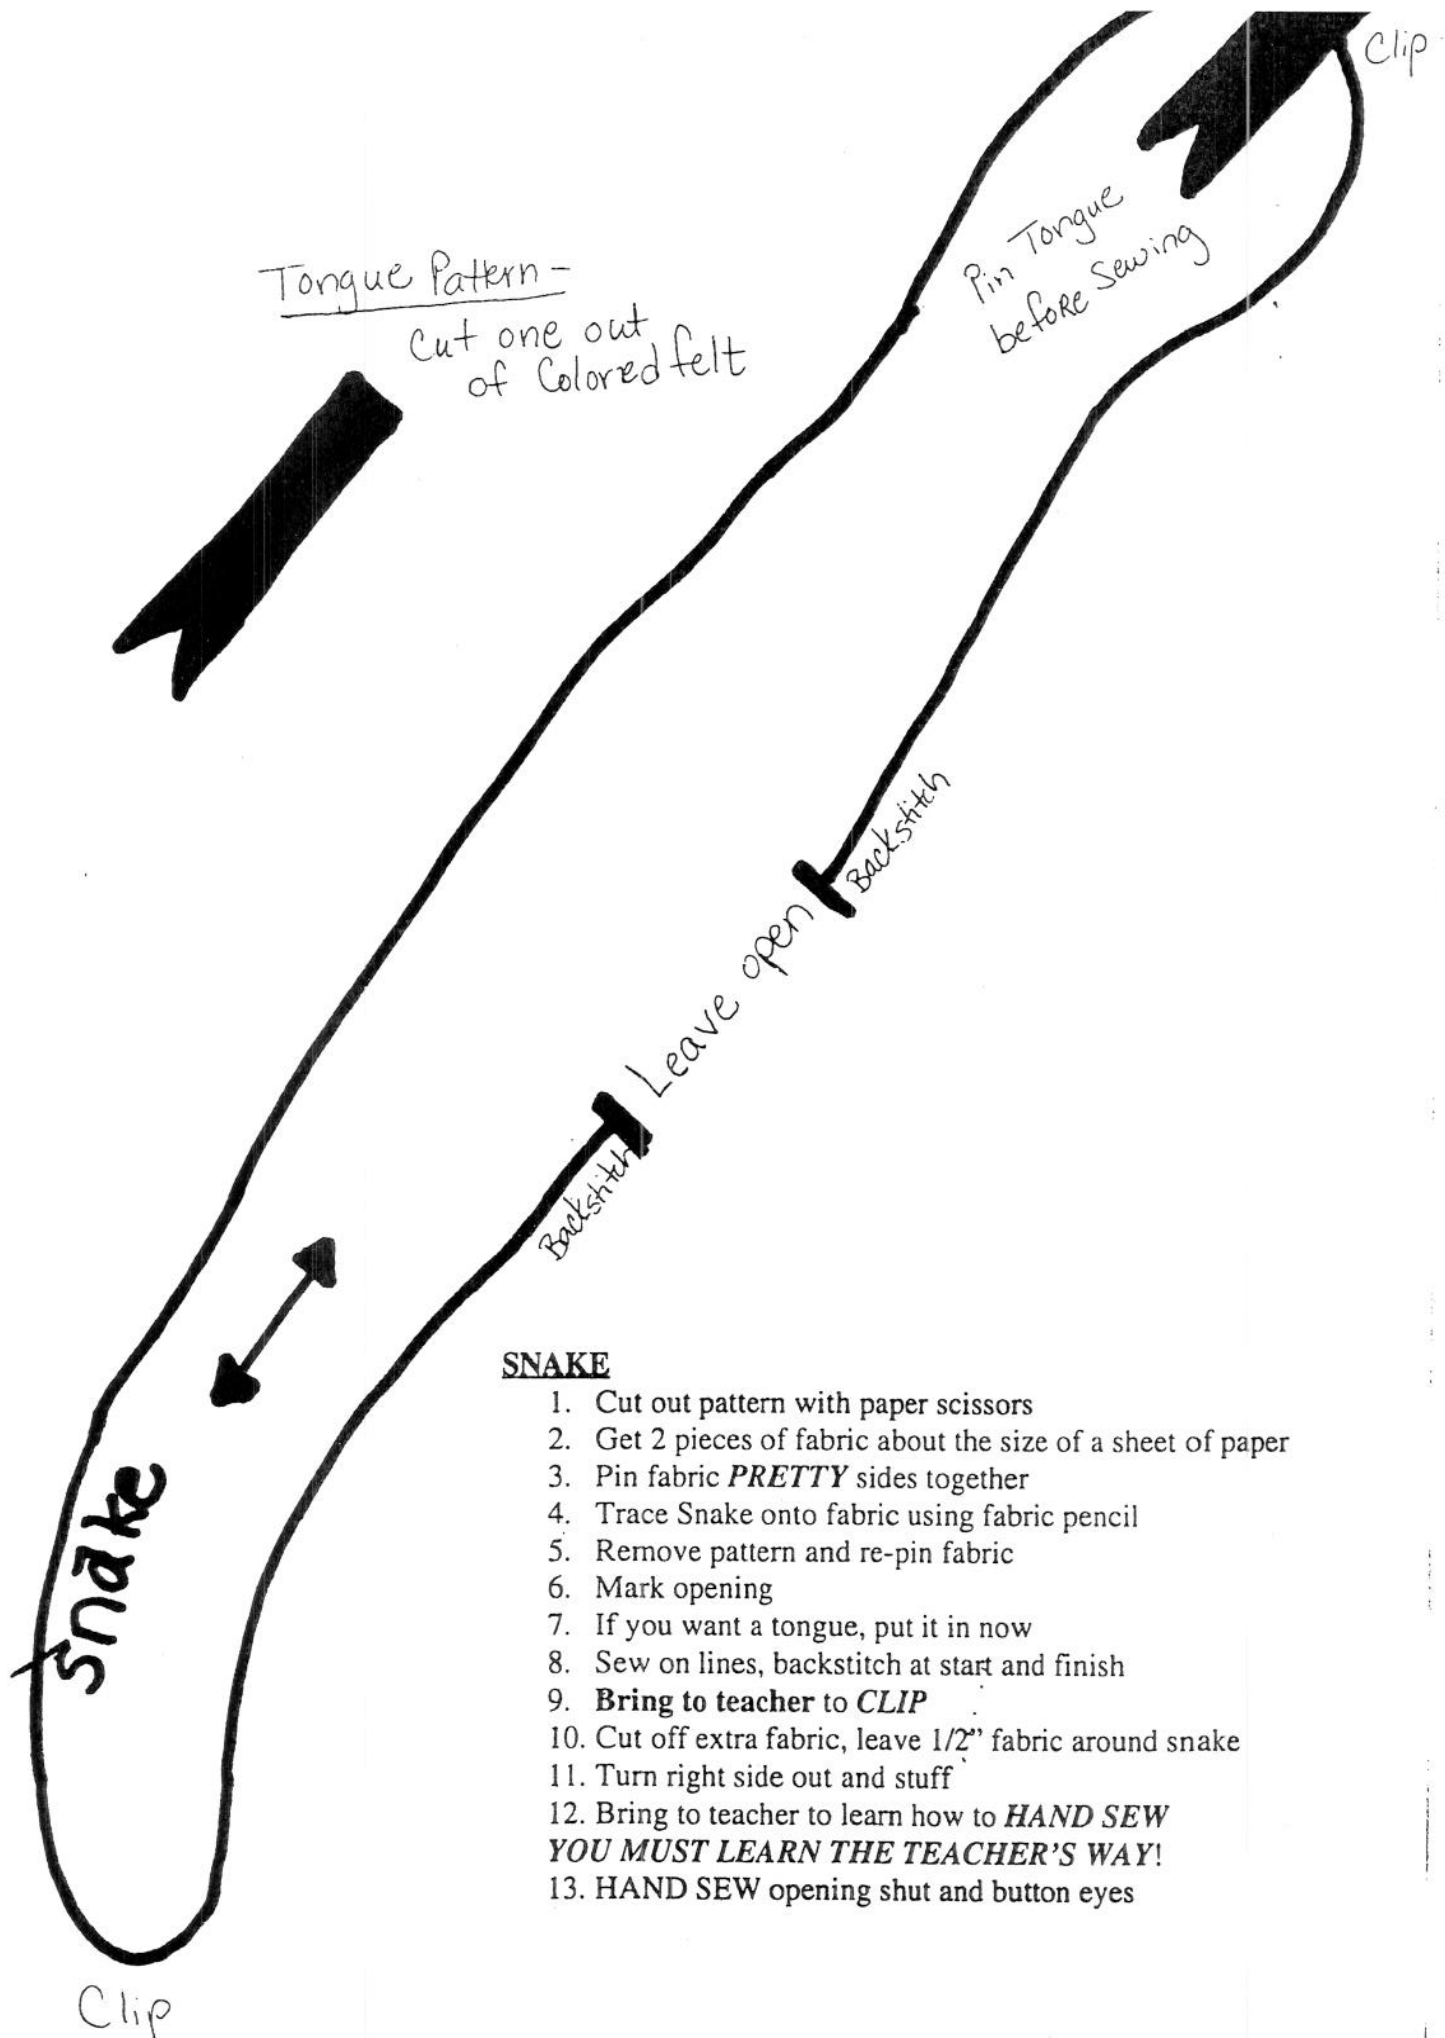 Clip
Pin Tongue
before Sewing
Tongue Pattern -
Cut one out
of Colored felt
Backstitch
Leave open
Backstitch
Snake
SNAKE
1. Cut out pattern with paper scissors
2. Get 2 pieces of fabric about the size of a sheet of paper
3. Pin fabric PRETTY sides together
4. Trace Snake onto fabric using fabric pencil
5. Remove pattern and re-pin fabric
6. Mark opening
7. If you want a tongue, put it in now
8. Sew on lines, backstitch at start and finish
9. Bring to teacher to CLIP
10. Cut off extra fabric, leave 1/2” fabric around snake
11. Turn right side out and stuff
12. Bring to teacher to learn how to HAND SEW
YOU MUST LEARN THE TEACHER’S WAY!
13. HAND SEW opening shut and button eyes
Clip